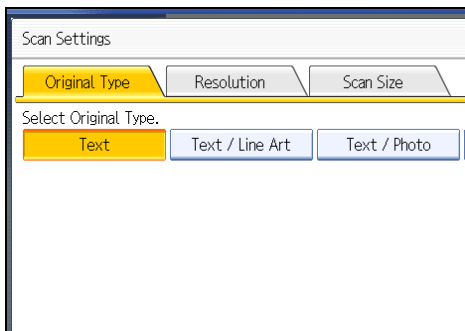 Scan Settings
Original Type Resolution Scan Size
Select Original Type.
Text Text / Line Art Text / Photo